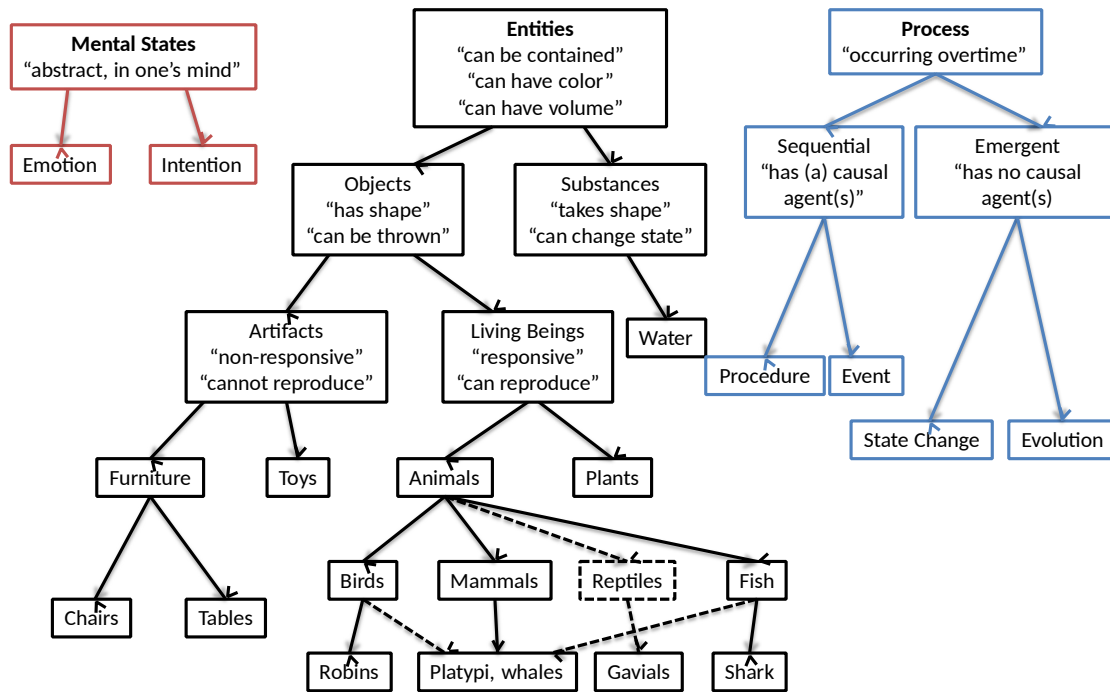 Mental States
“abstract, in one’s mind”
Emotion
Intention
Entities
“can be contained”
“can have color”
“can have volume”
Objects
“has shape”
“can be thrown”
Substances
“takes shape”
“can change state”
Water
Artifacts
“non-responsive”
“cannot reproduce”
Living Beings
“responsive”
“can reproduce”
Furniture
Toys
Animals
Plants
Chairs
Tables
Birds
Mammals
Reptiles
Fish
Robins
Platypi, whales
Gavials
Shark
Process
“occurring overtime”
Sequential
“has (a) causal
agent(s)”
Emergent
“has no causal
agent(s)
Procedure
Event
State Change
Evolution